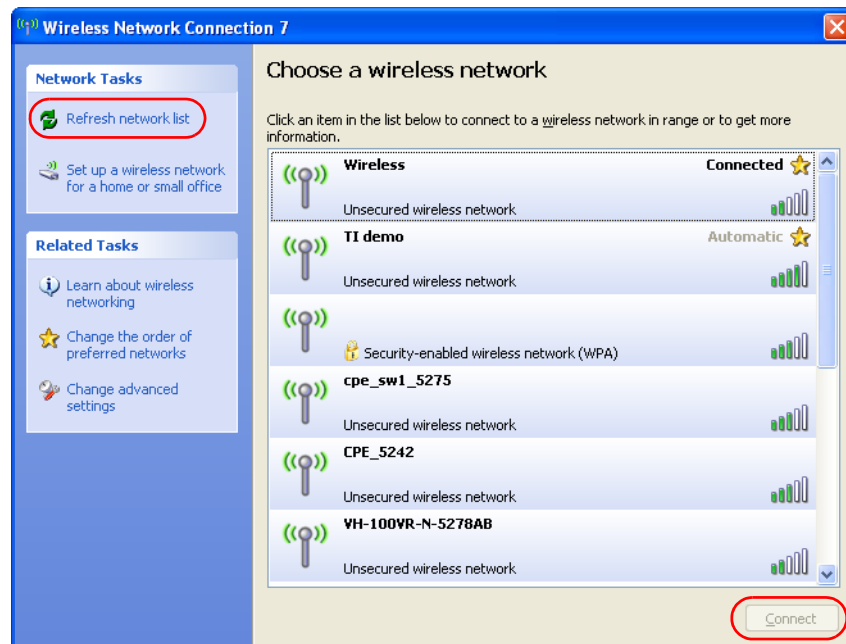 Wireless Network Connection 7
Network Tasks
Refresh network list
Set up a wireless network
for a home or small office
Related Tasks
Learn about wireless
networking
Change the order of
preferred networks
Change advanced
settings
Choose a wireless network
Click an item in the list below to connect to a wireless network in range or to get more
information.
Wireless Connected
Unsecured wireless network
TI demo Automatic
Unsecured wireless network
Security-enabled wireless network (WPA)
cpe_sw1_5275
Unsecured wireless network
CPE_5242
Unsecured wireless network
VH-100VR-N-5278AB
Unsecured wireless network
Connect